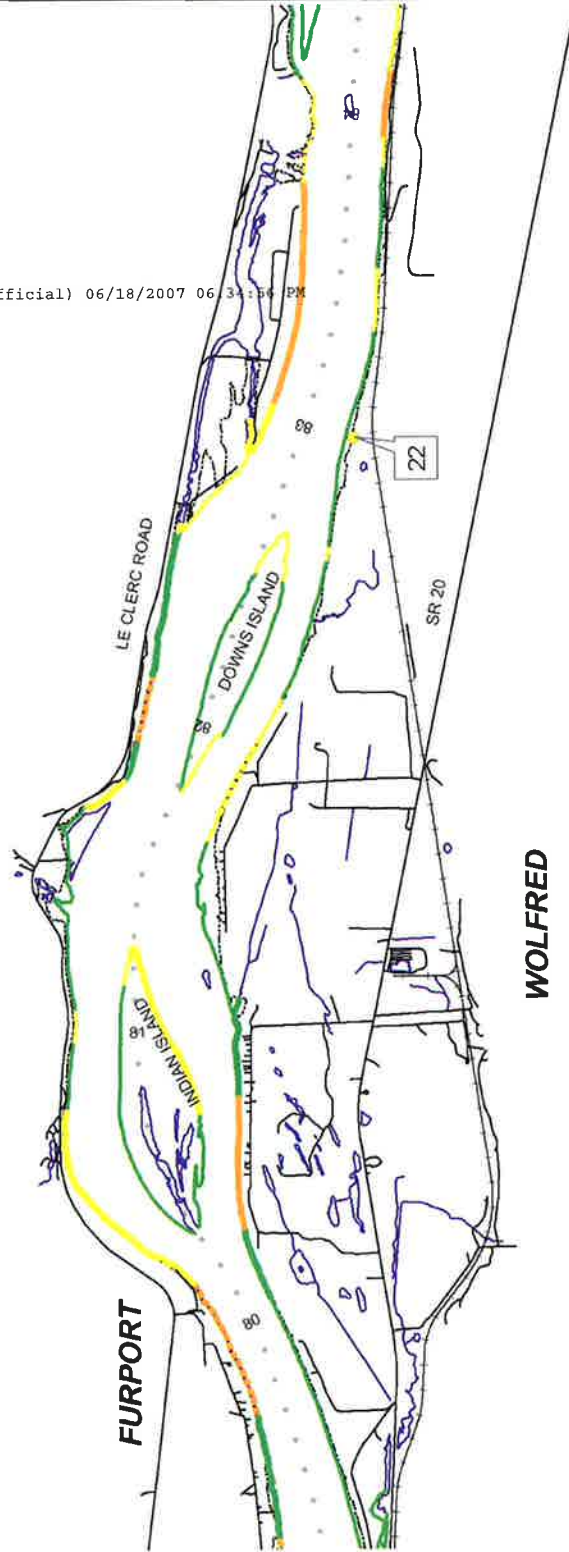 fficial) 06/18/2007 06:34:56 PM
LE CLERC ROAD
83
22
DOWNS ISLAND
82
SR 20
81
INDIAN ISLAND
80
FURPORT
WOLFRED